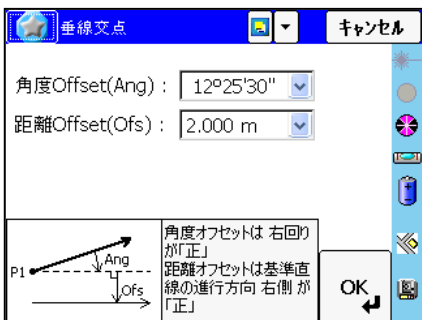 垂線交点
キャンセル
角度Offset(Ang) : 12°25'30"
距離Offset(Ofs) : 2.000 m
P1
Ang
Ofs
角度オフセットは 右回り
が「正」
距離オフセットは基準直
線の進行方向 右側 が
「正」
OK